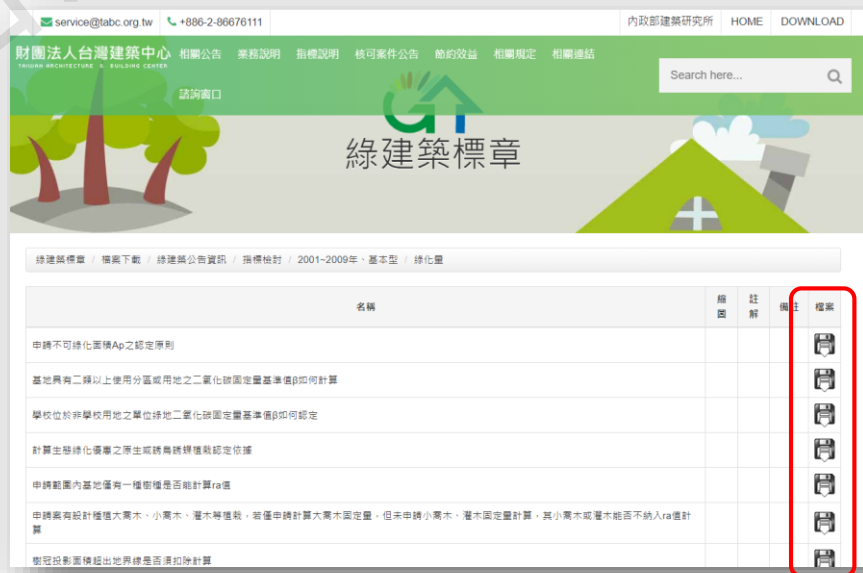 service@tabc.org.tw +886-2-86676111 內政部建築研究所 HOME DOWNLOAD
財團法人台灣建築中心 相關公告 業務說明 指標說明 核可案件公告 節約效益 相關規定 相關連結
TAIWAN ARCHITECTURE & BUILDING CENTER
Search here...
諮詢窗口
綠建築標章
綠建築標章 / 檔案下載 / 綠建築公告資訊 / 指標檢討 / 2001~2009年、基本型 / 綠化量
名稱 線圖 註解 備註 檔案
申請不可綠化面積Ap之認定原則
基地具有二類以上使用分區或用地之二氧化碳固定量基準值β如何計算
學校位於非學校用地之單位綠地二氧化碳固定量基準值β如何認定
計算生態綠化優惠之原生或誘鳥誘蝶植栽認定依據
申請範圍內基地僅有一種樹種是否能計算ra值
申請案有設計種植大喬木、小喬木、灌木等植栽，若僅申請計算大喬木固定量，但未申請小喬木、灌木固定量計算，其小喬木或灌木能否不納入ra值計
算
樹冠投影面積超出地界線是否須扣除計算